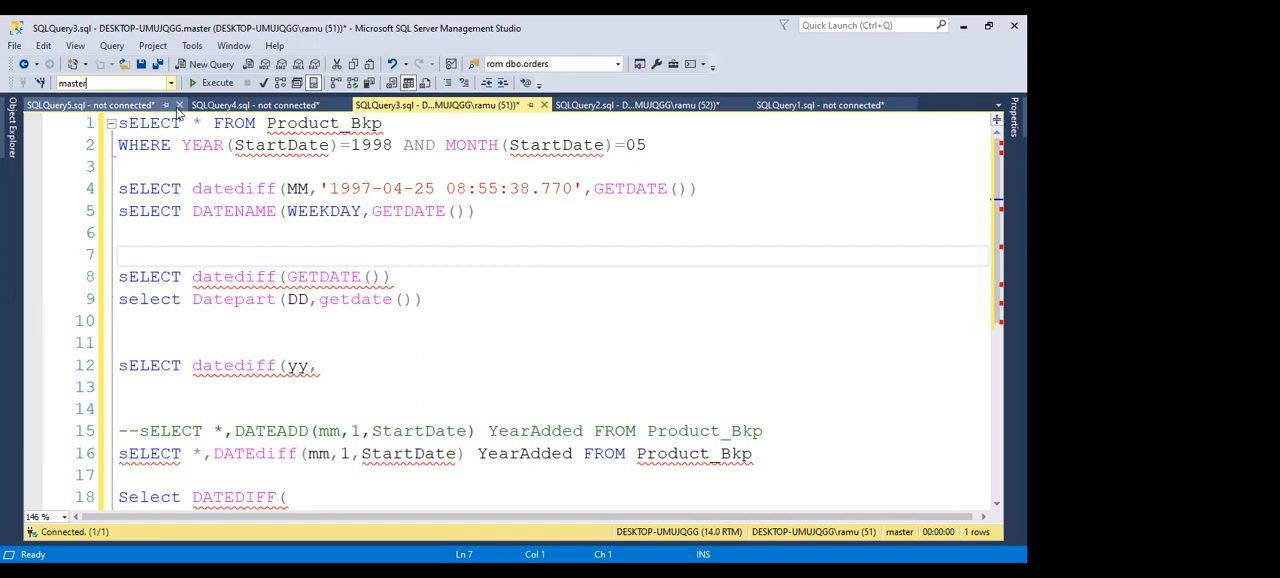 SQLQuery3.sql - DESKTOP-UMUJQGG.master (DESKTOP-UMUJQGG\ramu (51))* - Microsoft SQL Server Management Studio
Quick Launch (Ctrl+Q)
File Edit View Query Project Tools Window Help
New Query
rom dbo.orders
master
Execute
SQLQuery5.sql - not connected*
SQLQuery4.sql - not connected*
SQLQuery3.sql - D...MUJQGG\ramu (51))*
SQLQuery2.sql - D...MUJQGG\ramu (52))*
SQLQuery1.sql - not connected*
Object Explorer
Properties
1 sELECT * FROM Product_Bkp
2 WHERE YEAR(StartDate)=1998 AND MONTH(StartDate)=05
3
4 sELECT datediff(MM,'1997-04-25 08:55:38.770',GETDATE())
5 sELECT DATENAME(WEEKDAY,GETDATE())
6
7
8 sELECT datediff(GETDATE())
9 select Datepart(DD,getdate())
10
11
12 sELECT datediff(yy,
13
14
15 --sELECT *,DATEADD(mm,1,StartDate) YearAdded FROM Product_Bkp
16 sELECT *,DATEdiff(mm,1,StartDate) YearAdded FROM Product_Bkp
17
18 Select DATEDIFF(
146 %
Connected. (1/1)
DESKTOP-UMUJQGG (14.0 RTM)
DESKTOP-UMUJQGG\ramu (51)
master
00:00:00
1 rows
Ready
Ln 7
Col 1
Ch 1
INS